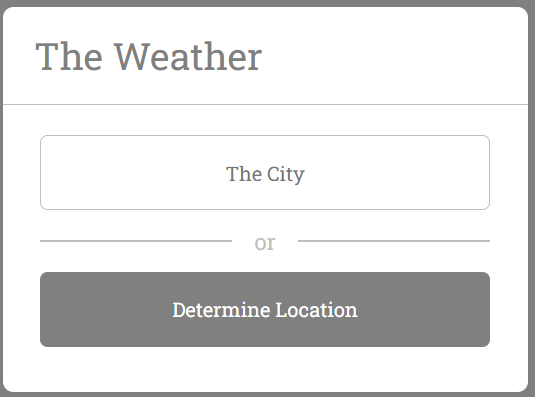 The Weather
The City
or
Determine Location